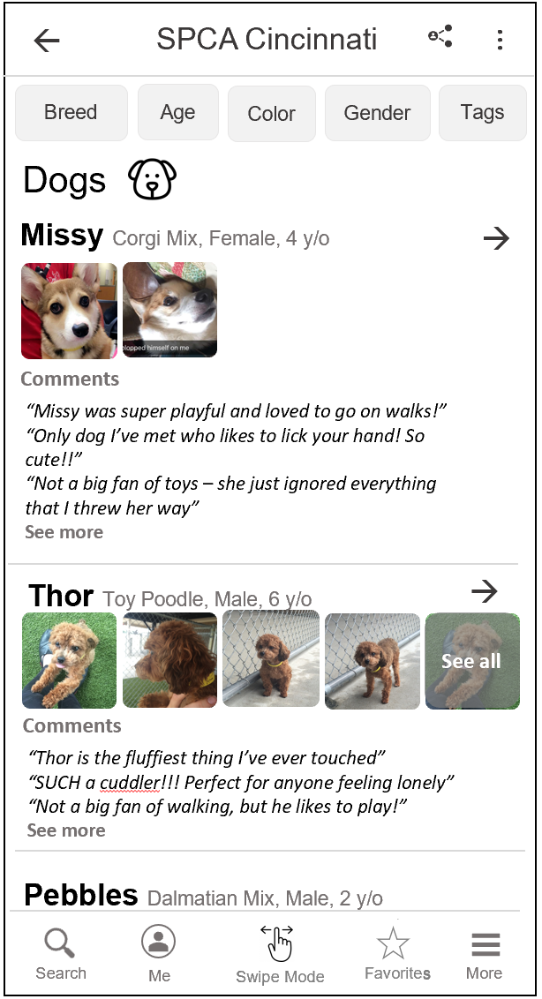 SPCA Cincinnati
Breed Age Color Gender Tags
Dogs
Missy Corgi Mix, Female, 4 y/o
plopped himself on me
Comments
“Missy was super playful and loved to go on walks!”
“Only dog I’ve met who likes to lick your hand! So
cute!!”
“Not a big fan of toys – she just ignored everything
that I threw her way”
See more
Thor Toy Poodle, Male, 6 y/o
See all
Comments
“Thor is the fluffiest thing I’ve ever touched”
“SUCH a cuddler!!! Perfect for anyone feeling lonely”
“Not a big fan of walking, but he likes to play!”
See more
Pebbles Dalmatian Mix, Male, 2 y/o
Search Me Swipe Mode Favorites More